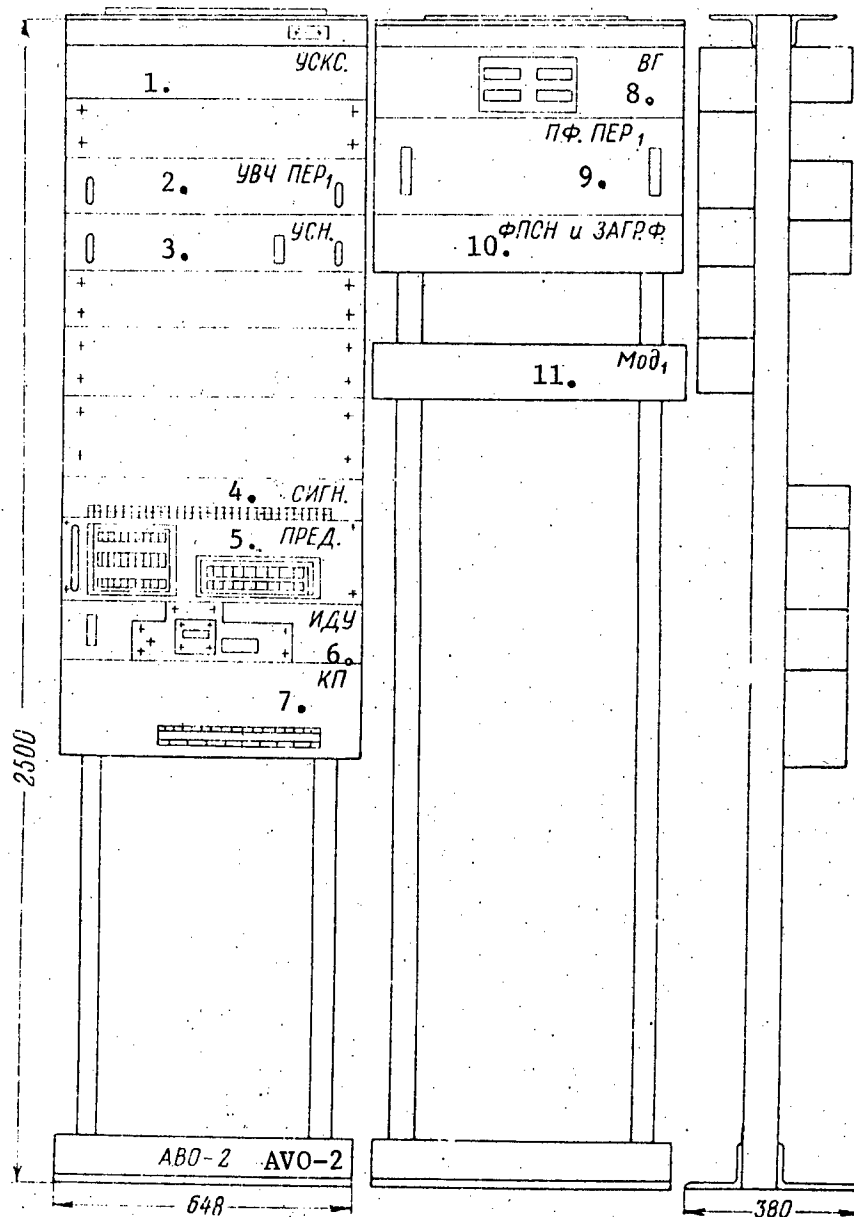 УСКС.
1.
2. УВЧ ПЕР₁
3. УСН.
4. СИГН.
5. ПРЕД.
ИДУ
6.
КП
7.
АВО-2 AVO-2
ВГ
8.
ПФ. ПЕР₁
9.
10. ФПСН и ЗАГР.Ф.
11. Мод₁
2500
648
380